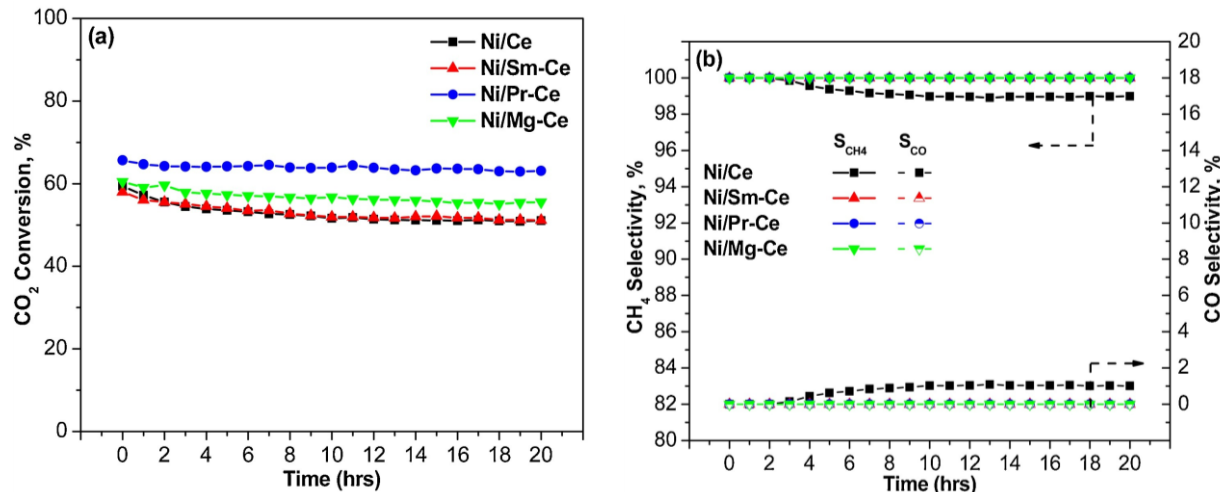 (a)
Ni/Ce
Ni/Sm-Ce
Ni/Pr-Ce
Ni/Mg-Ce
100
80
60
40
20
0
CO2 Conversion, %
0 2 4 6 8 10 12 14 16 18 20
Time (hrs)
(b)
100
98
96
94
92
90
88
86
84
82
80
CH4 Selectivity, %
SCH4 SCO
Ni/Ce
Ni/Sm-Ce
Ni/Pr-Ce
Ni/Mg-Ce
20
18
16
14
12
10
8
6
4
2
0
CO Selectivity, %
0 2 4 6 8 10 12 14 16 18 20
Time (hrs)